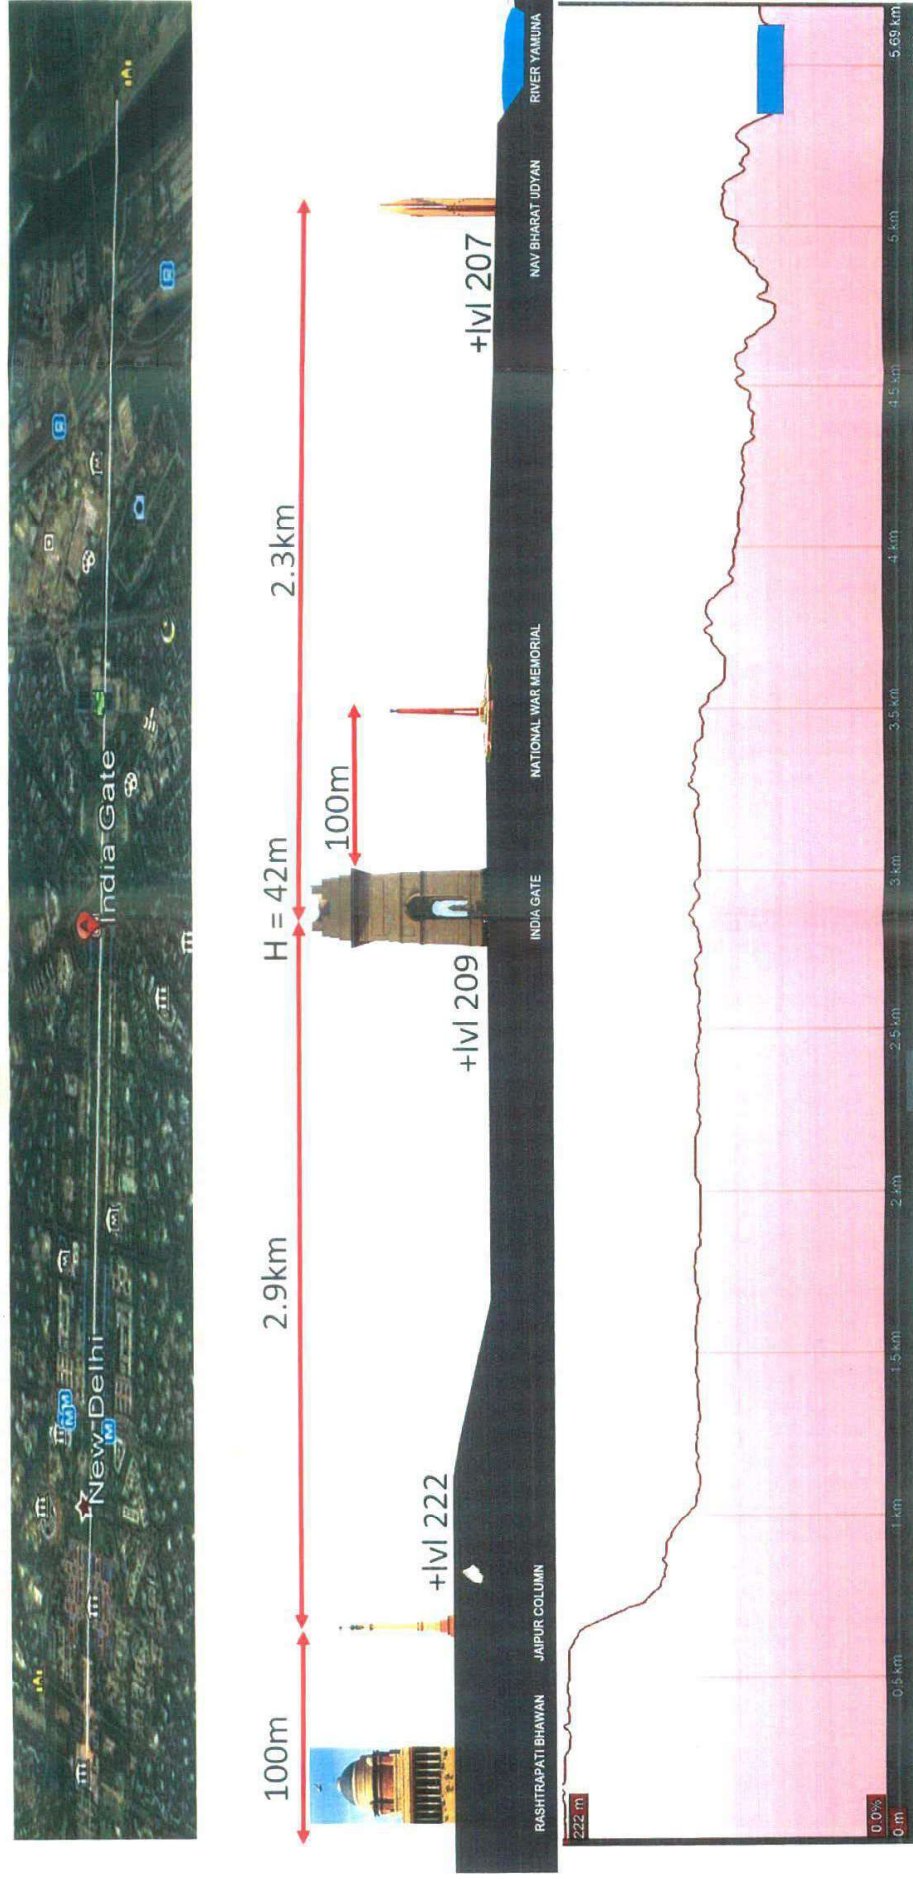 New Delhi
India Gate
100m
2.9km
H = 42m
2.3km
100m
+lvl 222
+lvl 209
+lvl 207
RASHTRAPATI BHAWAN
JAIPUR COLUMN
INDIA GATE
NATIONAL WAR MEMORIAL
NAV BHARAT UDYAN
RIVER YAMUNA
222 m
0.0%
0 m
0.5 km
1 km
1.5 km
2 km
2.5 km
3 km
3.5 km
4 km
4.5 km
5 km
5.69 km